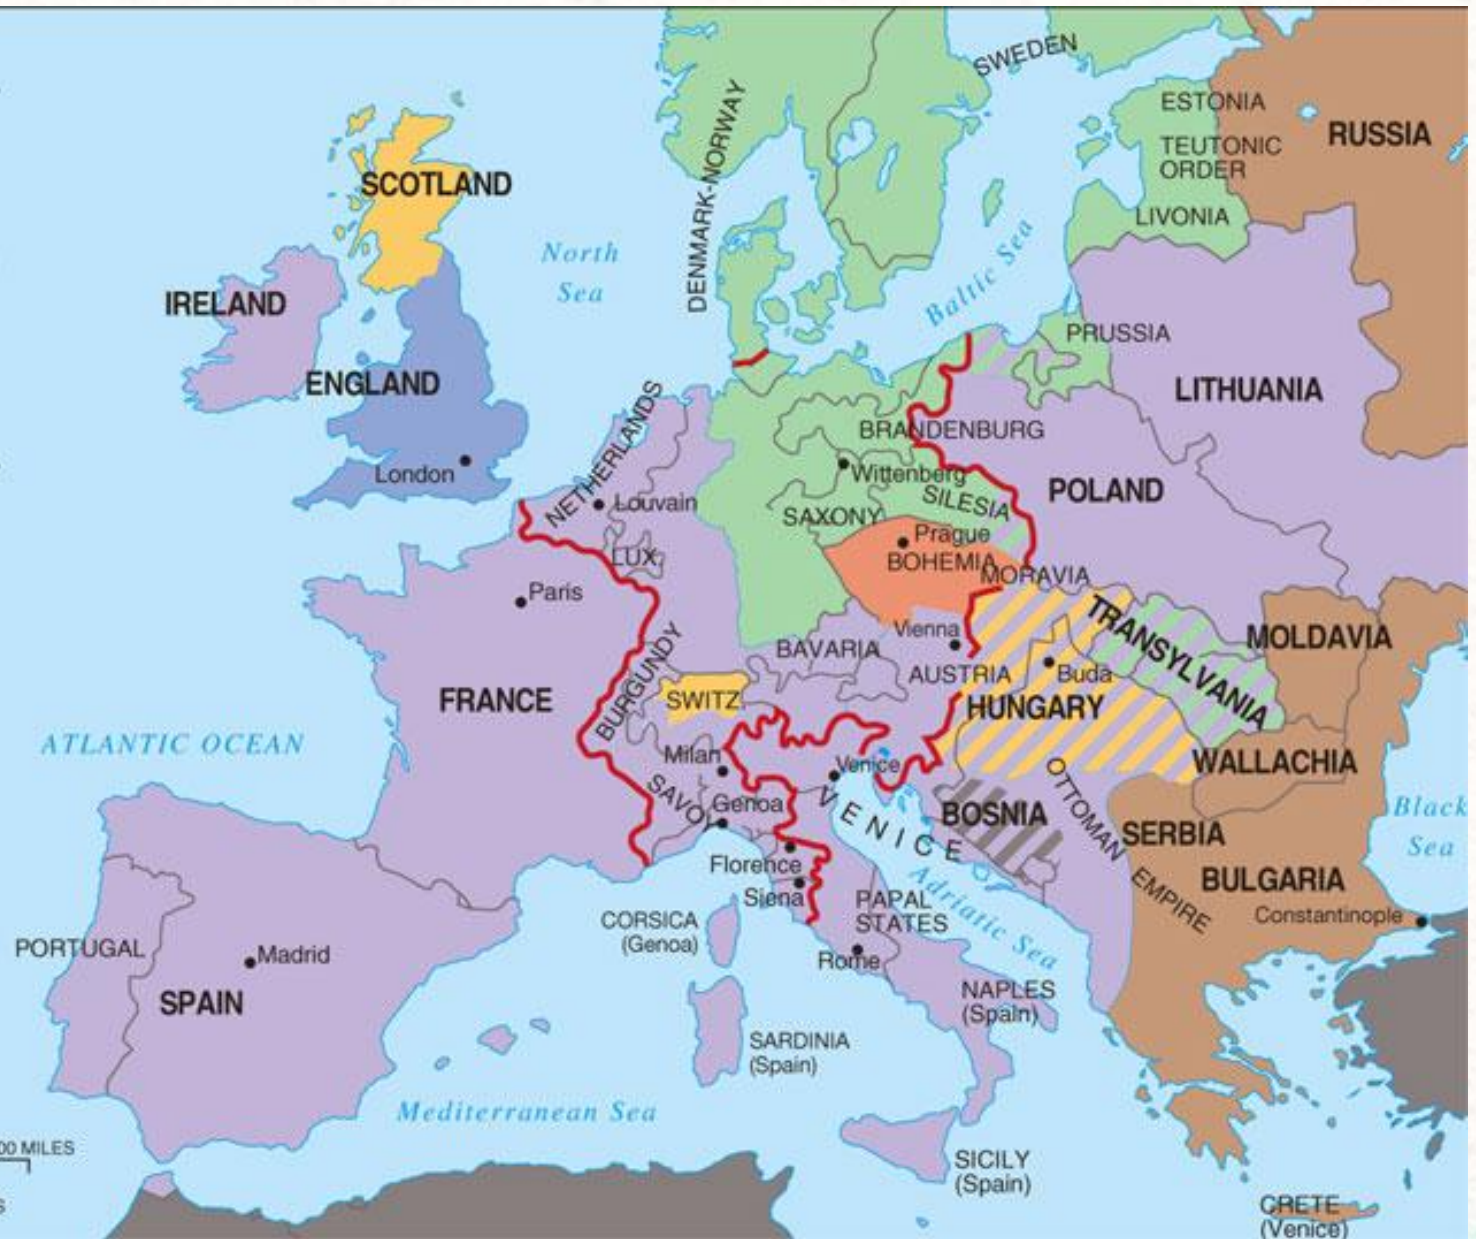 SWEDEN
ESTONIA
RUSSIA
TEUTONIC
ORDER
DENMARK-NORWAY
SCOTLAND
LIVONIA
North
Sea
Baltic Sea
IRELAND
PRUSSIA
ENGLAND
LITHUANIA
NETHERLANDS
BRANDENBURG
London
Wittenberg
Louvain
SILESIA
POLAND
SAXONY
Prague
LUX
BOHEMIA
MORAVIA
Paris
TRANSYLVANIA
Vienna
MOLDAVIA
BURGUNDY
BAVARIA
AUSTRIA
Buda
FRANCE
SWITZ
HUNGARY
ATLANTIC OCEAN
Milan
Venice
WALLACHIA
SAVOY
Genoa
VENICE
BOSNIA
OTTOMAN
EMPIRE
SERBIA
Black
Sea
Florence
Siena
Adriatic Sea
BULGARIA
PAPAL
STATES
Constantinople
CORSICA
(Genoa)
PORTUGAL
Madrid
Rome
SPAIN
NAPLES
(Spain)
SARDINIA
(Spain)
Mediterranean Sea
00 MILES
SICILY
(Spain)
S
CRETE
(Venice)